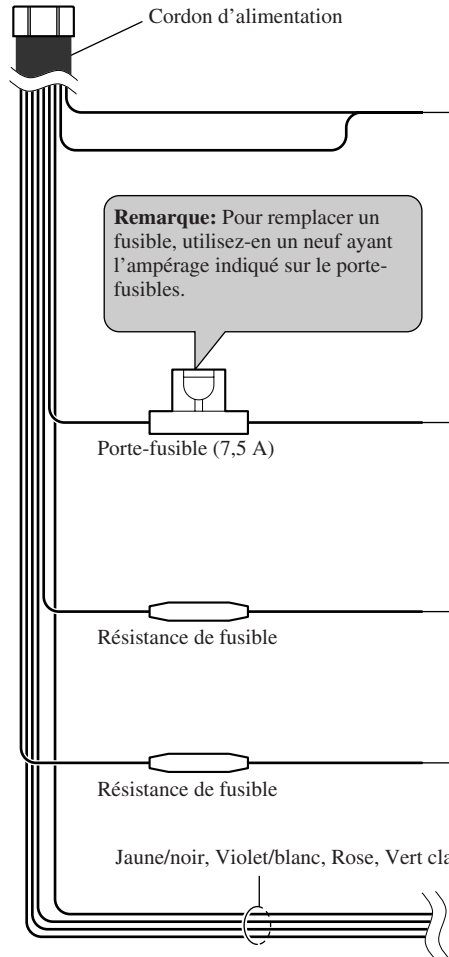 Cordon d’alimentation
Remarque: Pour remplacer un
fusible, utilisez-en un neuf ayant
l’ampérage indiqué sur le porte-
fusibles.
Porte-fusible (7,5 A)
Résistance de fusible
Résistance de fusible
Jaune/noir, Violet/blanc, Rose, Vert cla